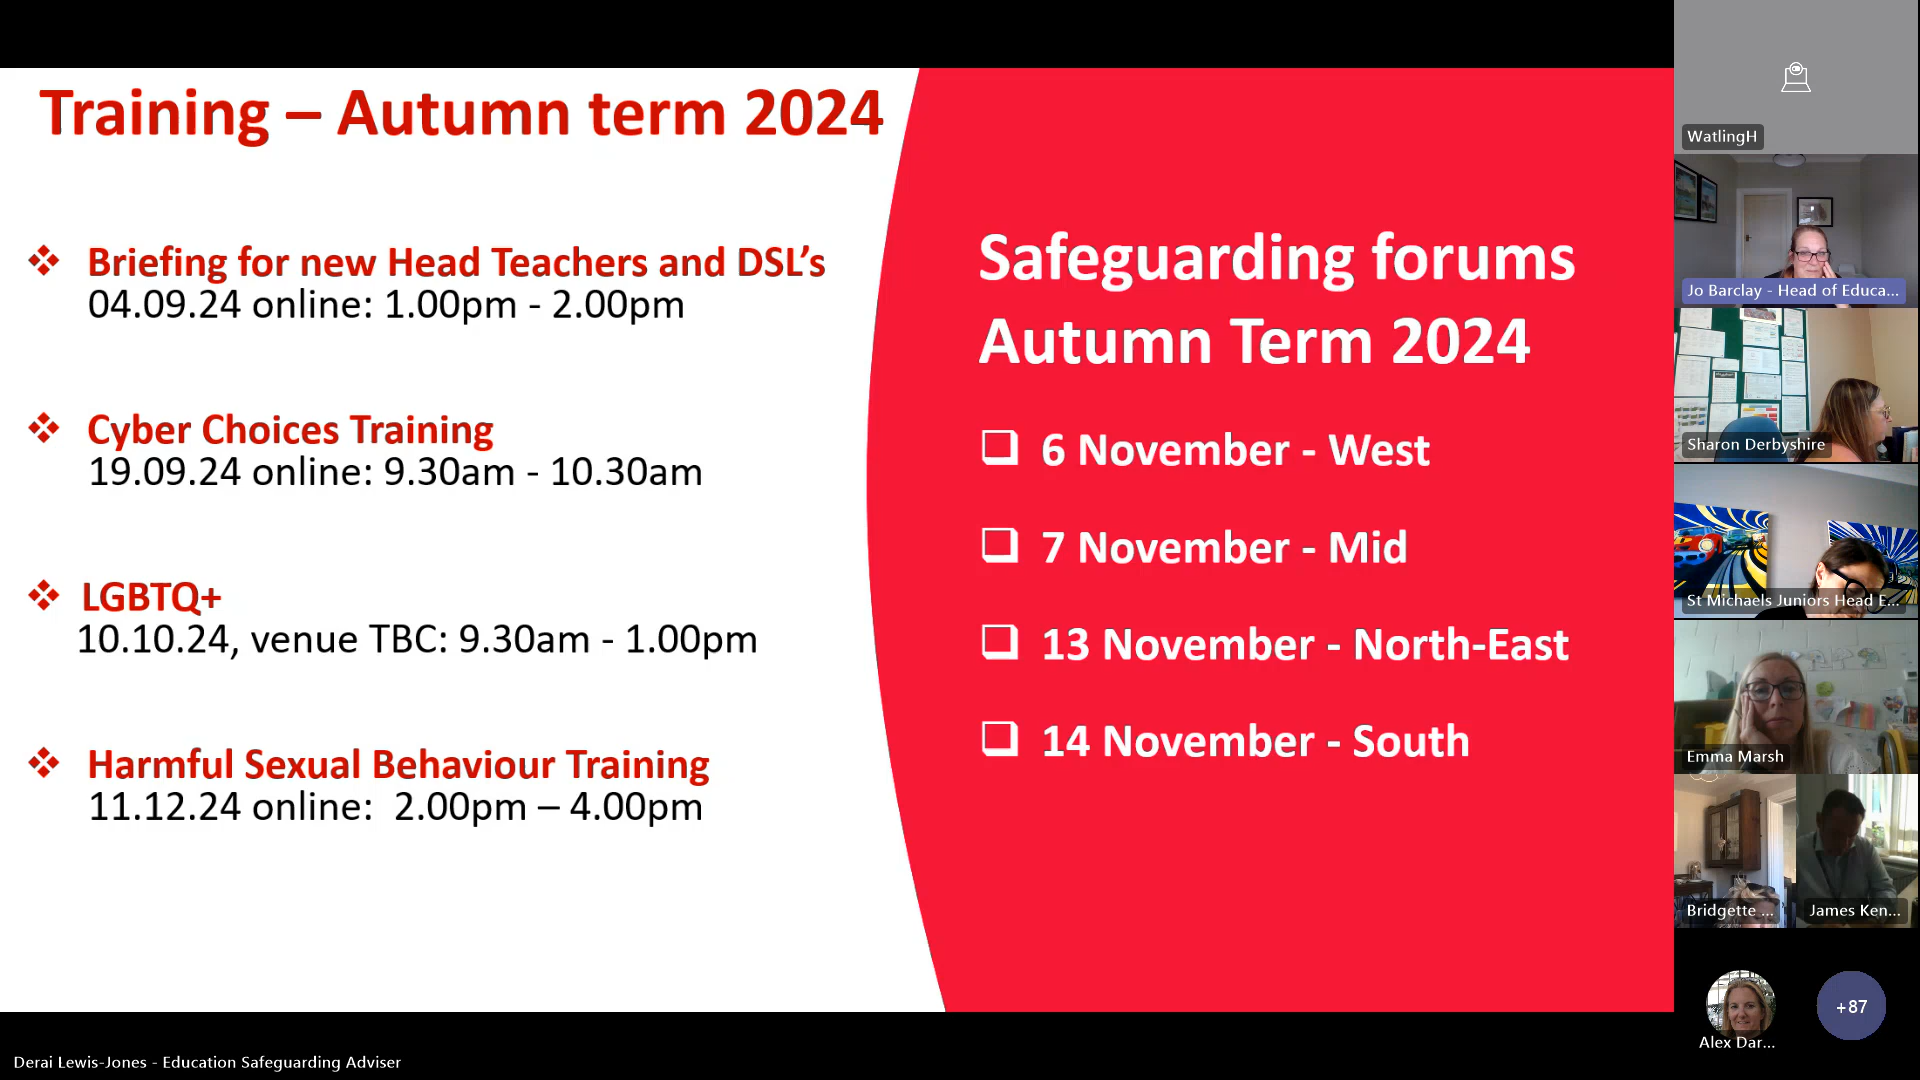 Training – Autumn term 2024
Briefing for new Head Teachers and DSL’s
04.09.24 online: 1.00pm - 2.00pm
Cyber Choices Training
19.09.24 online: 9.30am - 10.30am
LGBTQ+
10.10.24, venue TBC: 9.30am - 1.00pm
Harmful Sexual Behaviour Training
11.12.24 online:  2.00pm – 4.00pm
Safeguarding forums
Autumn Term 2024
6 November - West
7 November - Mid
13 November - North-East
14 November - South
WatlingH
Jo Barclay - Head of Educa...
Sharon Derbyshire
St Michaels Juniors Head E...
Emma Marsh
Bridgette ...
James Ken...
Alex Dar...
+87
Derai Lewis-Jones - Education Safeguarding Adviser